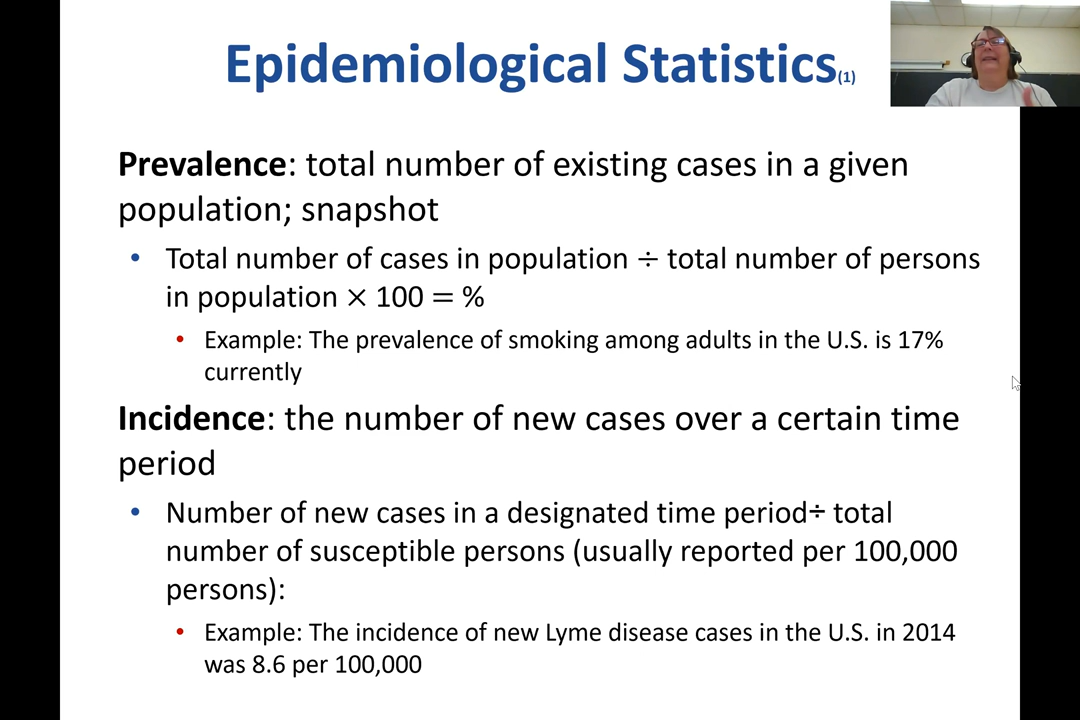 Epidemiological Statistics(1)
Prevalence: total number of existing cases in a given
population; snapshot
• Total number of cases in population ÷ total number of persons
in population × 100 = %
• Example: The prevalence of smoking among adults in the U.S. is 17%
currently
Incidence: the number of new cases over a certain time
period
• Number of new cases in a designated time period÷ total
number of susceptible persons (usually reported per 100,000
persons):
• Example: The incidence of new Lyme disease cases in the U.S. in 2014
was 8.6 per 100,000